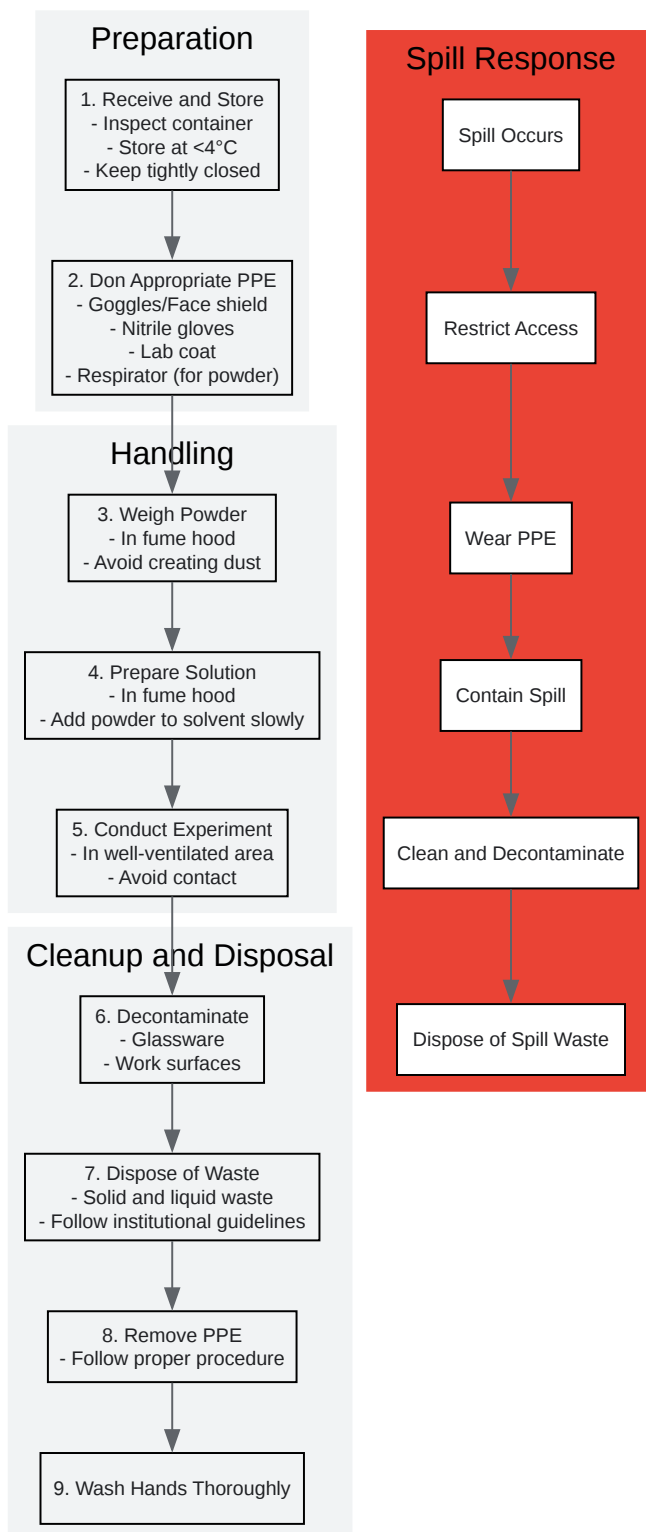 Preparation
1. Receive and Store
- Inspect container
- Store at <4°C
- Keep tightly closed
2. Don Appropriate PPE
- Goggles/Face shield
- Nitrile gloves
- Lab coat
- Respirator (for powder)
Handling
3. Weigh Powder
- In fume hood
- Avoid creating dust
4. Prepare Solution
- In fume hood
- Add powder to solvent slowly
5. Conduct Experiment
- In well-ventilated area
- Avoid contact
Cleanup and Disposal
6. Decontaminate
- Glassware
- Work surfaces
7. Dispose of Waste
- Solid and liquid waste
- Follow institutional guidelines
8. Remove PPE
- Follow proper procedure
9. Wash Hands Thoroughly
Spill Response
Spill Occurs
Restrict Access
Wear PPE
Contain Spill
Clean and Decontaminate
Dispose of Spill Waste